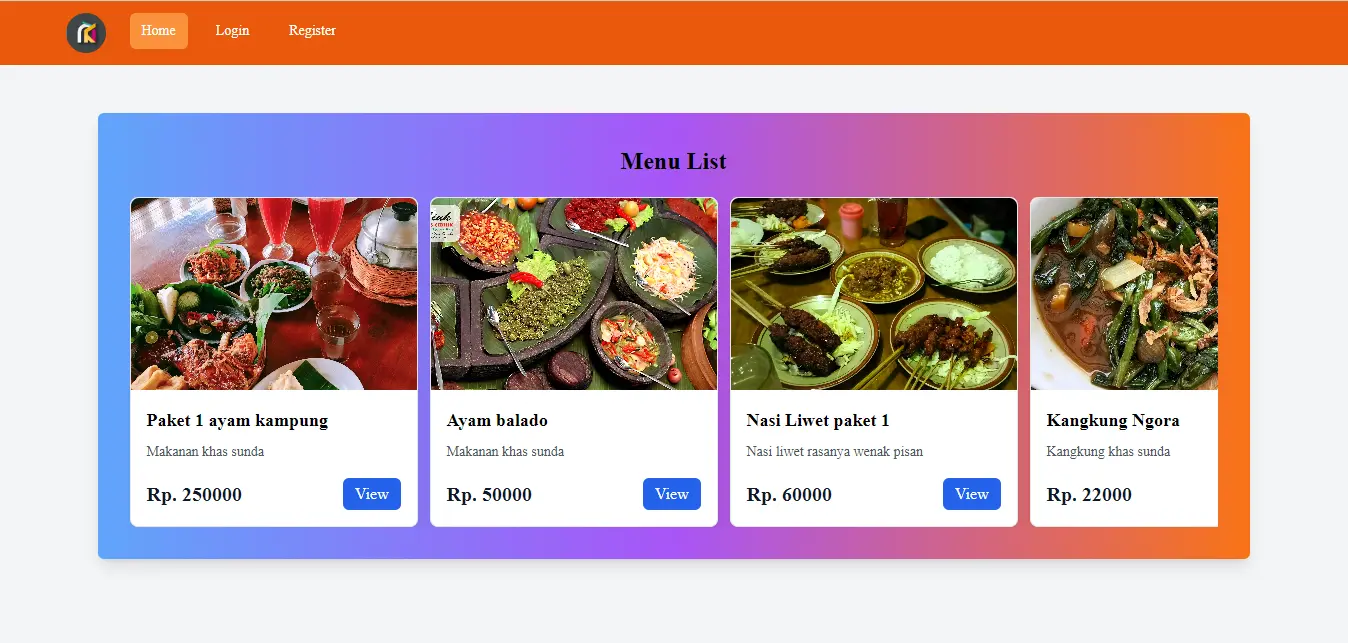 Home
Login
Register
Menu List
Paket 1 ayam kampung
Makanan khas sunda
Rp. 250000
View
Ayam balado
Makanan khas sunda
Rp. 50000
View
Nasi Liwet paket 1
Nasi liwet rasanya wenak pisan
Rp. 60000
View
Kangkung Ngora
Kangkung khas sunda
Rp. 22000